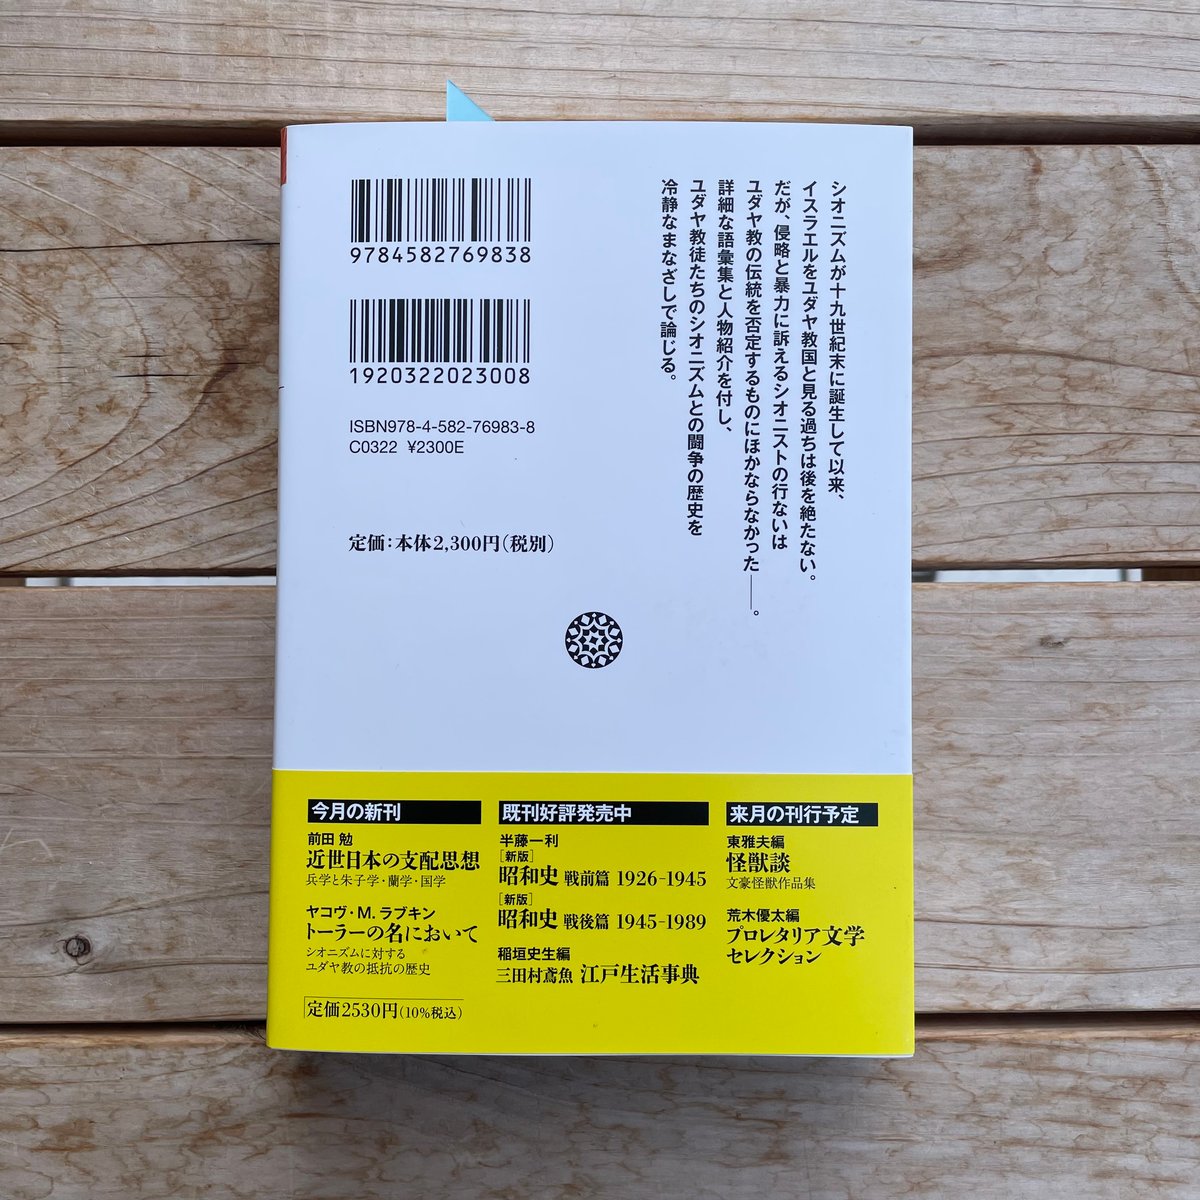 シオニズムが十九世紀末に誕生して以来、
イスラエルをユダヤ教国と見る過ちは後を絶たない。
だが、侵略と暴力に訴えるシオニストの行ないは
ユダヤ教の伝統を否定するものにほかならなかった――。
詳細な語彙集と人物紹介を付し、
ユダヤ教徒たちのシオニズムとの闘争の歴史を
冷静なまなざしで論じる。
9784582769838
1920322023008
ISBN978-4-582-76983-8
C0322 ¥2300E
定価:本体2,300円(税別)
今月の新刊
前田 勉
近世日本の支配思想
兵学と朱子学・蘭学・国学
ヤコヴ・M.ラブキン
トーラーの名において
シオニズムに対する
ユダヤ教の抵抗の歴史
定価2530円(10%税込)
既刊好評発売中
半藤一利
[新版]
昭和史 戦前篇 1926-1945
[新版]
昭和史 戦後篇 1945-1989
稲垣史生編
三田村鳶魚 江戸生活事典
来月の刊行予定
東雅夫編
怪獣談
文豪怪獣作品集
荒木優太編
プロレタリア文学
セレクション